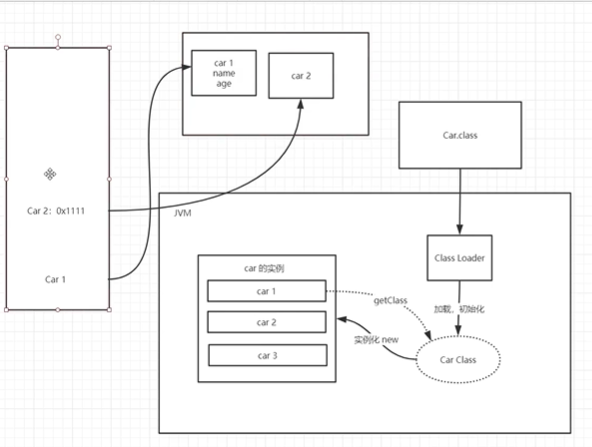 car 1
name
age
car 2
Car.class
Car 2：0x1111
JVM
Class Loader
car 的实例
car 1
getClass
加载，初始化
Car 1
car 2
实例化 new
car 3
Car Class